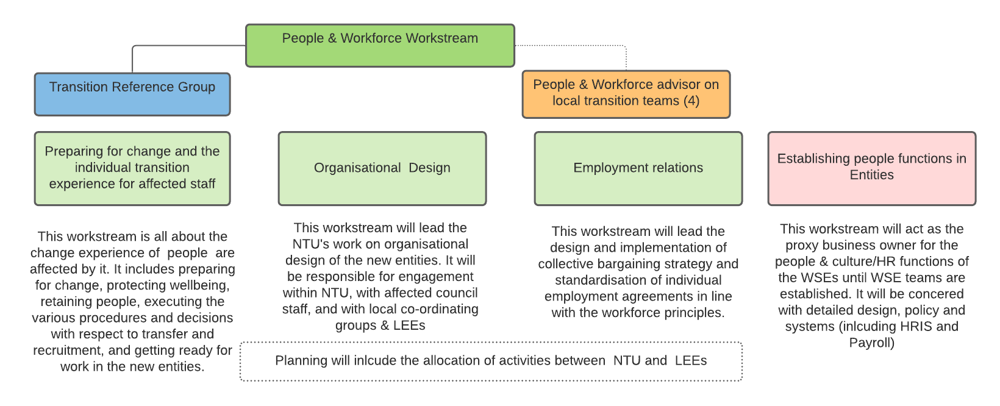 People & Workforce Workstream
Transition Reference Group
People & Workforce advisor on
local transition teams (4)
Preparing for change and the
individual transition
experience for affected staff
Organisational  Design
Employment relations
Establishing people functions in
Entities
This workstream is all about the
change experience of  people  are
affected by it. It includes preparing
for change, protecting wellbeing,
retaining people, executing the
various procedures and decisions
with respect to transfer and
recruitment, and getting ready for
work in the new entities.
This workstream will lead the
NTU's work on organisational
design of the new entities. It will
be responsible for engagement
within NTU, with affected council
staff, and with local co-ordinating
groups & LEEs
This workstream will lead the
design and implementation of
collective bargaining strategy and
standardisation of individual
employment agreements in line
with the workforce principles.
This workstream will act as the
proxy business owner for the
people & culture/HR functions of
the WSEs until WSE teams are
established. It will be concered
with detailed design, policy and
systems (inlcuding HRIS and
Payroll)
Planning will inlcude the allocation of activities between  NTU and  LEEs